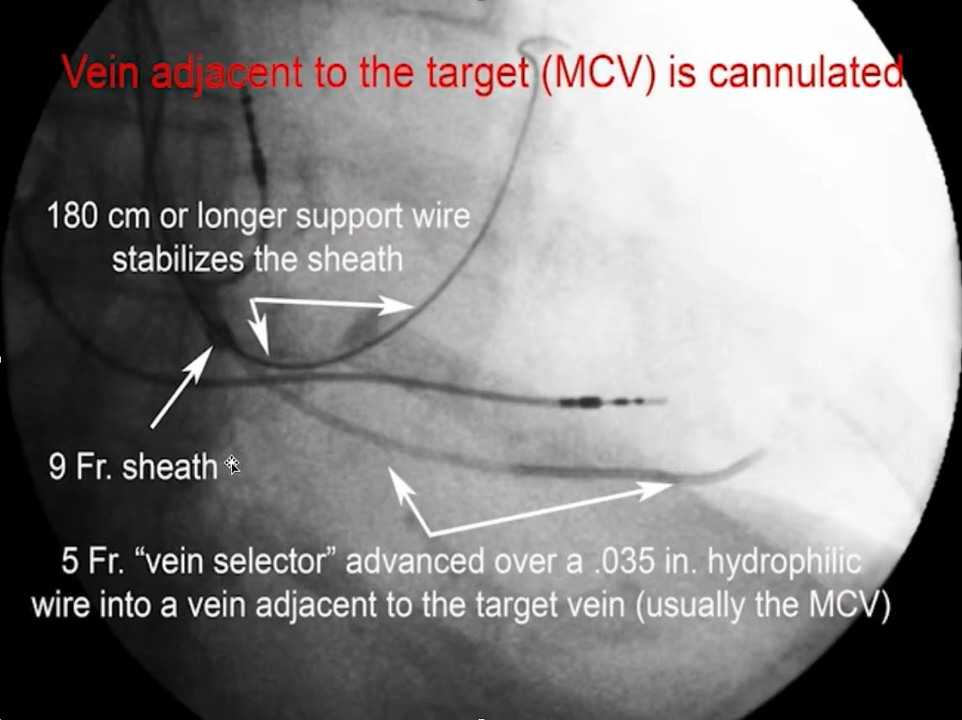 Vein adjacent to the target (MCV) is cannulated
180 cm or longer support wire
stabilizes the sheath
9 Fr. sheath
5 Fr. “vein selector” advanced over a .035 in. hydrophilic
wire into a vein adjacent to the target vein (usually the MCV)